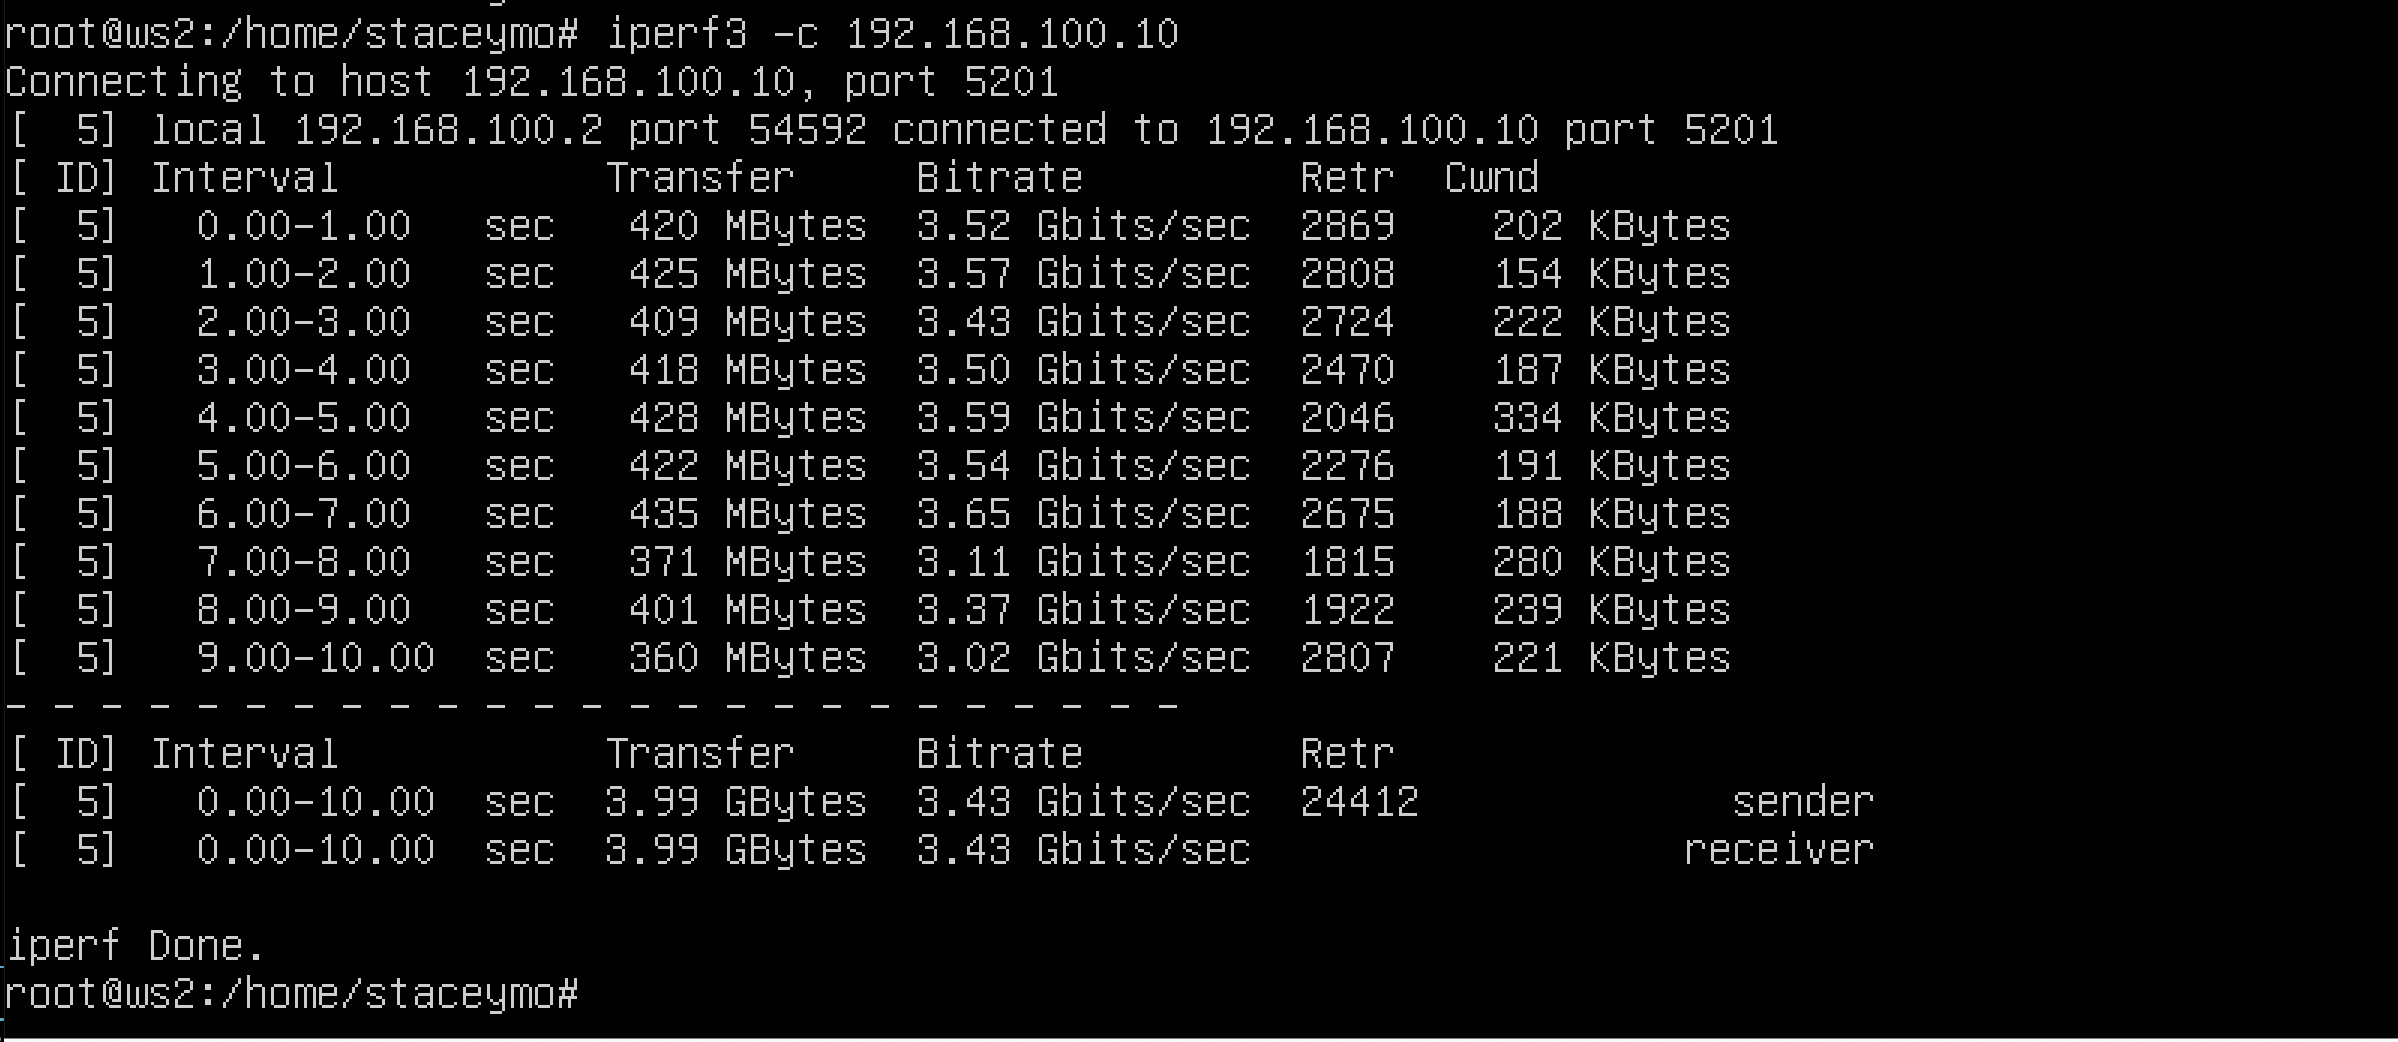 root@ws2:/home/staceymo# iperf3 -c 192.168.100.10
Connecting to host 192.168.100.10, port 5201
[  5] local 192.168.100.2 port 54592 connected to 192.168.100.10 port 5201
[ ID] Interval           Transfer     Bitrate         Retr  Cwnd
[  5]   0.00-1.00   sec   420 MBytes  3.52 Gbits/sec  2869    202 KBytes
[  5]   1.00-2.00   sec   425 MBytes  3.57 Gbits/sec  2808    154 KBytes
[  5]   2.00-3.00   sec   409 MBytes  3.43 Gbits/sec  2724    222 KBytes
[  5]   3.00-4.00   sec   418 MBytes  3.50 Gbits/sec  2470    187 KBytes
[  5]   4.00-5.00   sec   428 MBytes  3.59 Gbits/sec  2046    334 KBytes
[  5]   5.00-6.00   sec   422 MBytes  3.54 Gbits/sec  2276    191 KBytes
[  5]   6.00-7.00   sec   435 MBytes  3.65 Gbits/sec  2675    188 KBytes
[  5]   7.00-8.00   sec   371 MBytes  3.11 Gbits/sec  1815    280 KBytes
[  5]   8.00-9.00   sec   401 MBytes  3.37 Gbits/sec  1922    239 KBytes
[  5]   9.00-10.00  sec   360 MBytes  3.02 Gbits/sec  2807    221 KBytes
- - - - - - - - - - - - - - - - - - - - - - - - -
[ ID] Interval           Transfer     Bitrate         Retr
[  5]   0.00-10.00  sec  3.99 GBytes  3.43 Gbits/sec  24412             sender
[  5]   0.00-10.00  sec  3.99 GBytes  3.43 Gbits/sec                  receiver
iperf Done.
root@ws2:/home/staceymo#